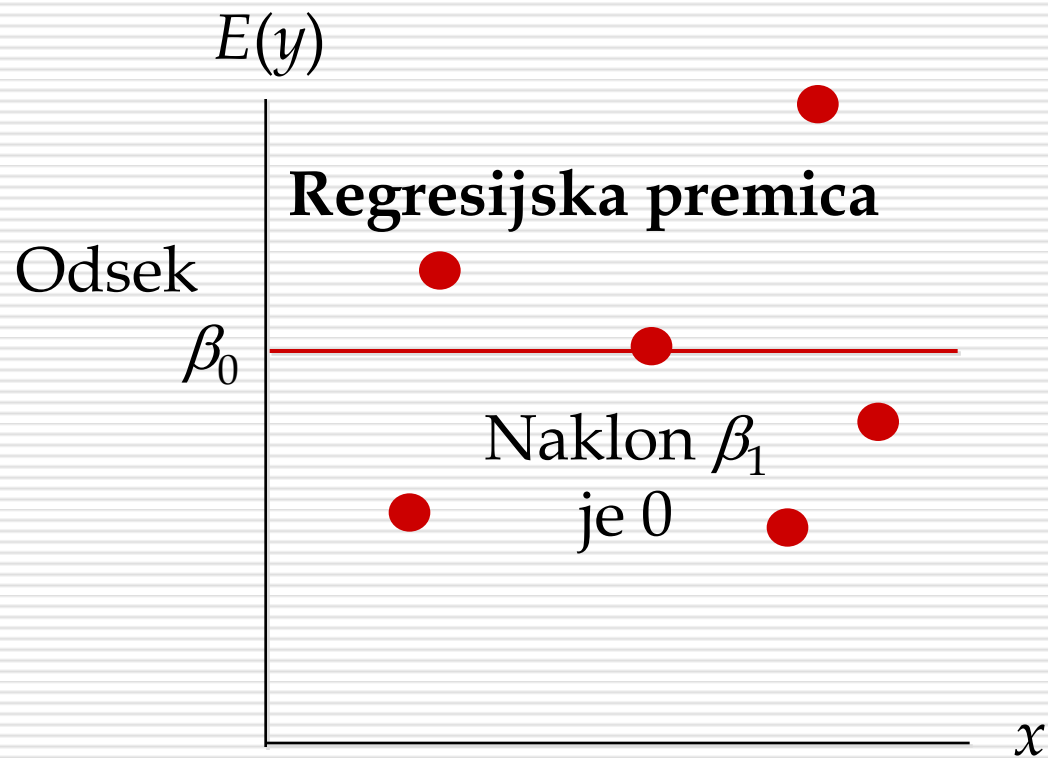 E(y)
Regresijska premica
Odsek
β₀
Naklon β₁
je 0
x